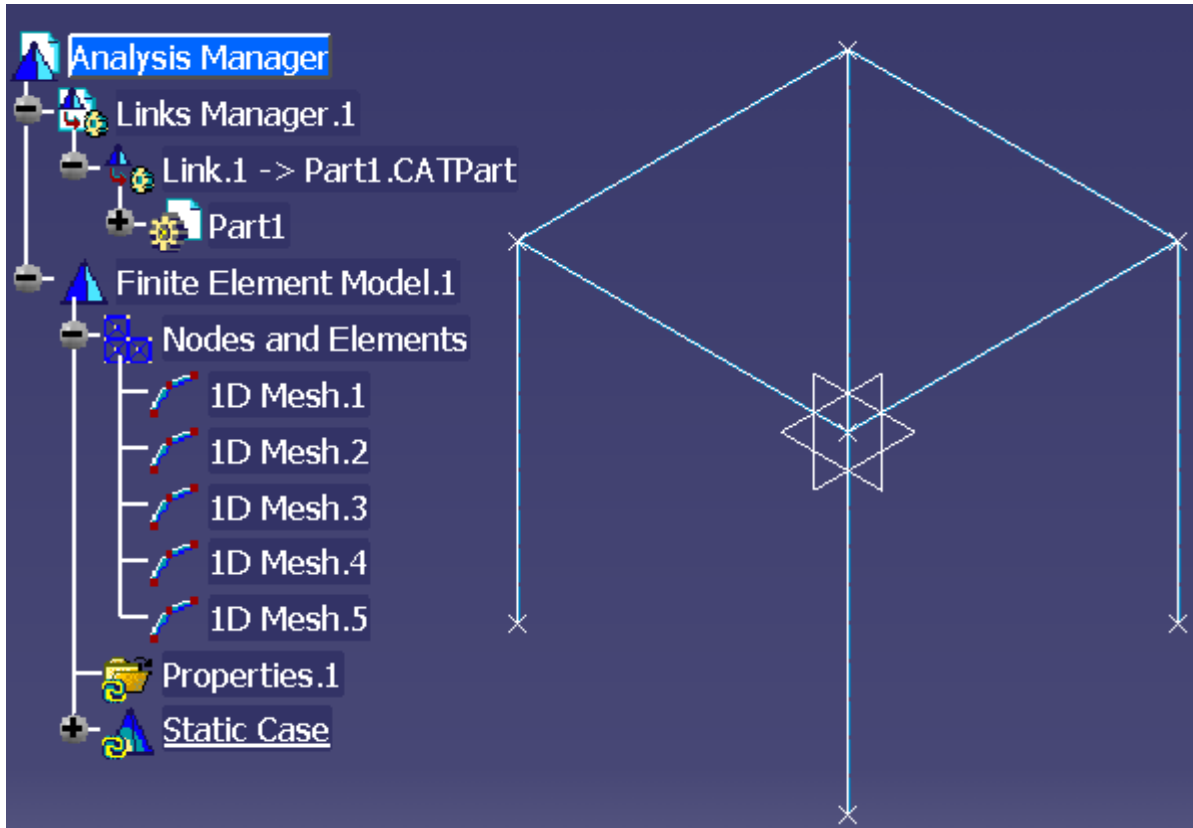 Analysis Manager
Links Manager.1
Link.1 -> Part1.CATPart
Part1
Finite Element Model.1
Nodes and Elements
1D Mesh.1
1D Mesh.2
1D Mesh.3
1D Mesh.4
1D Mesh.5
Properties.1
Static Case